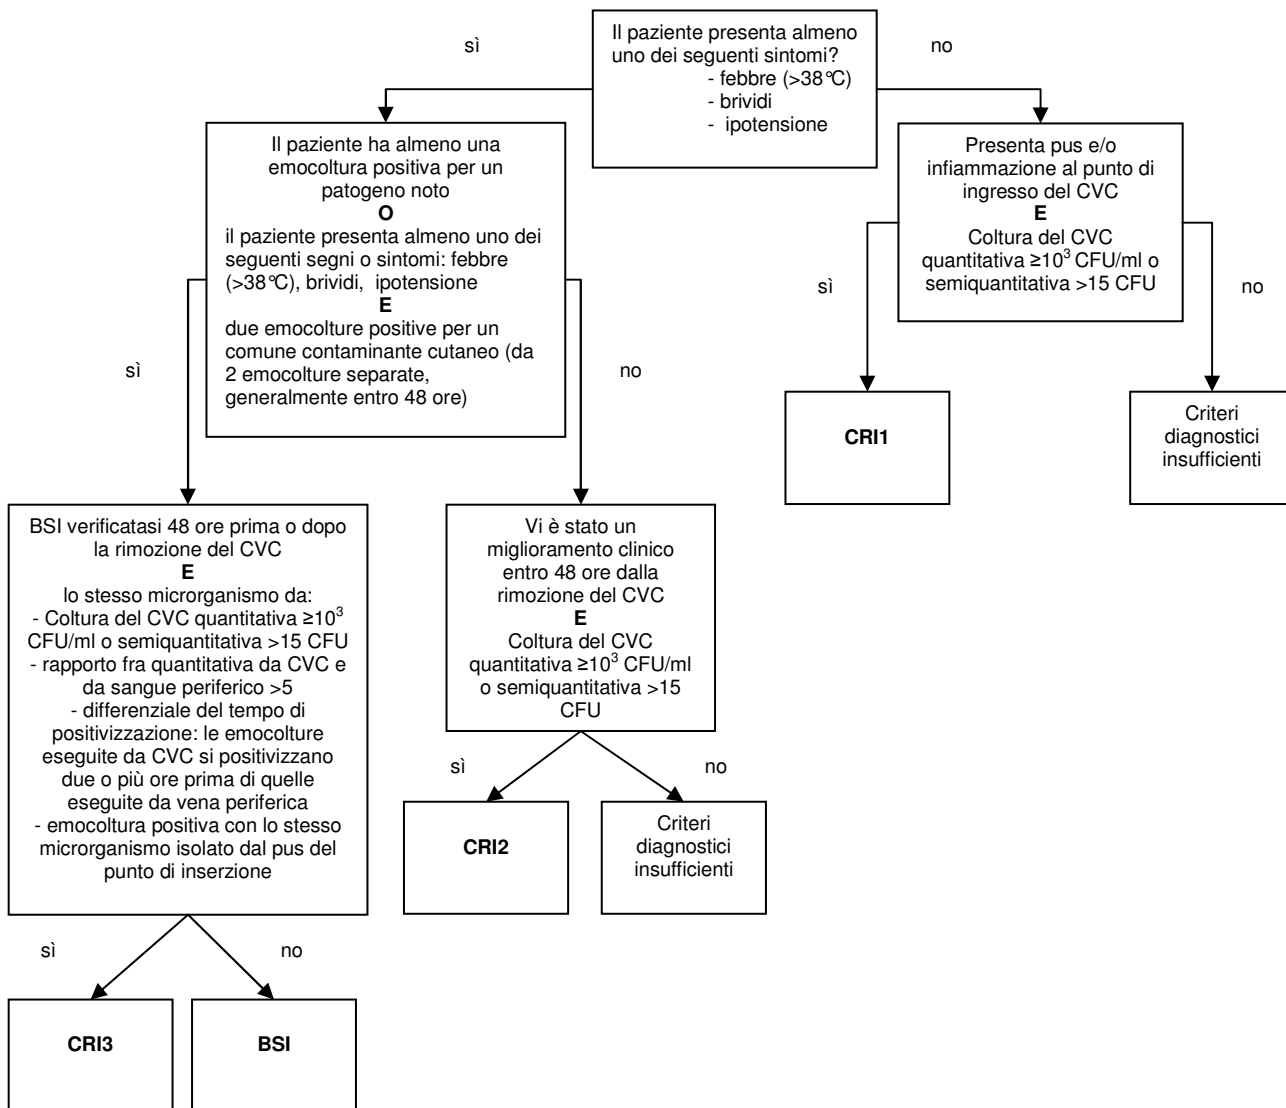 Il paziente presenta almeno
uno dei seguenti sintomi?
- febbre (>38°C)
- brividi
- ipotensione
sì
no
Il paziente ha almeno una
emocoltura positiva per un
patogeno noto
O
il paziente presenta almeno uno dei
seguenti segni o sintomi: febbre
(>38°C), brividi, ipotensione
E
due emocolture positive per un
comune contaminante cutaneo (da
2 emocolture separate,
generalmente entro 48 ore)
Presenta pus e/o
infiammazione al punto di
ingresso del CVC
E
Coltura del CVC
quantitativa ≥10³ CFU/ml o
semiquantitativa >15 CFU
sì
no
sì
no
CRI1
Criteri
diagnostici
insufficienti
BSI verificatasi 48 ore prima o dopo
la rimozione del CVC
E
lo stesso microrganismo da:
- Coltura del CVC quantitativa ≥10³
CFU/ml o semiquantitativa >15 CFU
- rapporto fra quantitativa da CVC e
da sangue periferico >5
- differenziale del tempo di
positivizzazione: le emocolture
eseguite da CVC si positivizzano
due o più ore prima di quelle
eseguite da vena periferica
- emocoltura positiva con lo stesso
microrganismo isolato dal pus del
punto di inserzione
Vi è stato un
miglioramento clinico
entro 48 ore dalla
rimozione del CVC
E
Coltura del CVC
quantitativa ≥10³ CFU/ml
o semiquantitativa >15
CFU
sì
no
CRI2
Criteri
diagnostici
insufficienti
sì
no
CRI3
BSI